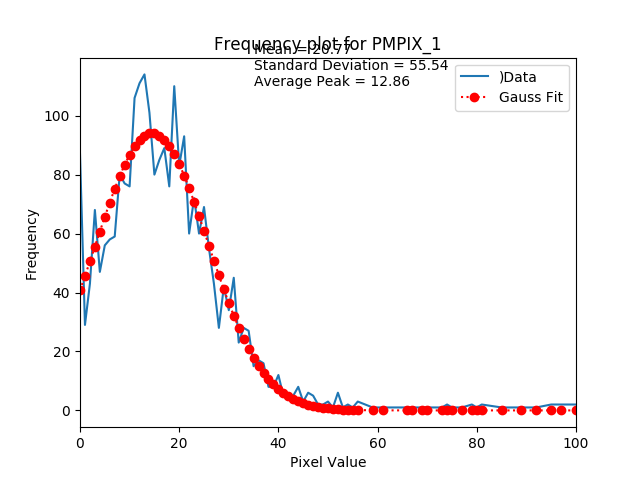 Frequency plot for PMPIX_1
Mean = 20.77
Standard Deviation = 55.54
Average Peak = 12.86
)Data
Gauss Fit
Frequency
100
80
60
40
20
0
0 20 40 60 80 100
Pixel Value